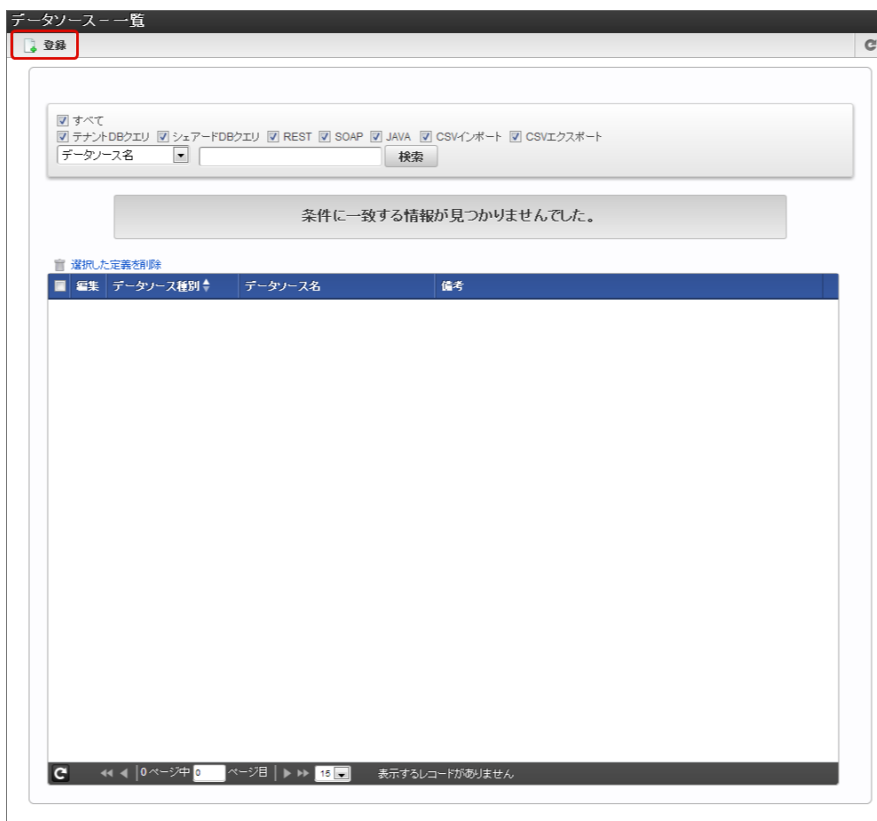 データソース - 一覧
登録
すべて
テナントDBクエリ シェアードDBクエリ REST SOAP JAVA CSVインポート CSVエクスポート
データソース名 検索
条件に一致する情報が見つかりませんでした。
選択した定義を削除
編集 データソース種別 データソース名 備考
0 ページ中 0 ページ目 15 表示するレコードがありません